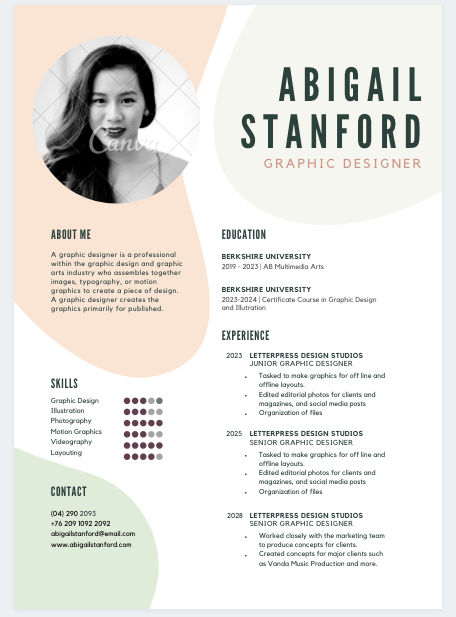 ABIGAIL
STANFORD
GRAPHIC DESIGNER
Canva
ABOUT ME
A graphic designer is a professional
within the graphic design and graphic
arts industry who assembles together
images, typography, or motion
graphics to create a piece of design.
A graphic designer creates the
graphics primarily for published.
SKILLS
Graphic Design
Illustration
Photography
Motion Graphics
Videography
Layouting
CONTACT
(04) 290 2093
+76 209 1092 2092
abigailstanford@email.com
www.abigailstanford.com
EDUCATION
BERKSHIRE UNIVERSITY
2019 - 2023 | AB Multimedia Arts
BERKSHIRE UNIVERSITY
2023-2024 | Certificate Course in Graphic Design
and Illutration
EXPERIENCE
2023 LETTERPRESS DESIGN STUDIOS
JUNIOR GRAPHIC DESIGNER
• Tasked to make graphics for off line and
offline layouts.
• Edited editorial photos for clients and
magazines, and social media posts
• Organization of files
2025 LETTERPRESS DESIGN STUDIOS
SENIOR GRAPHIC DESIGNER
• Tasked to make graphics for off line and
offline layouts.
• Edited editorial photos for clients and
magazines, and social media posts
• Organization of files
2028 LETTERPRESS DESIGN STUDIOS
SENIOR GRAPHIC DESIGNER
• Worked closely with the marketing team
to produce concepts for clients.
• Created concepts for major clients such
as Vanda Music Production and more.